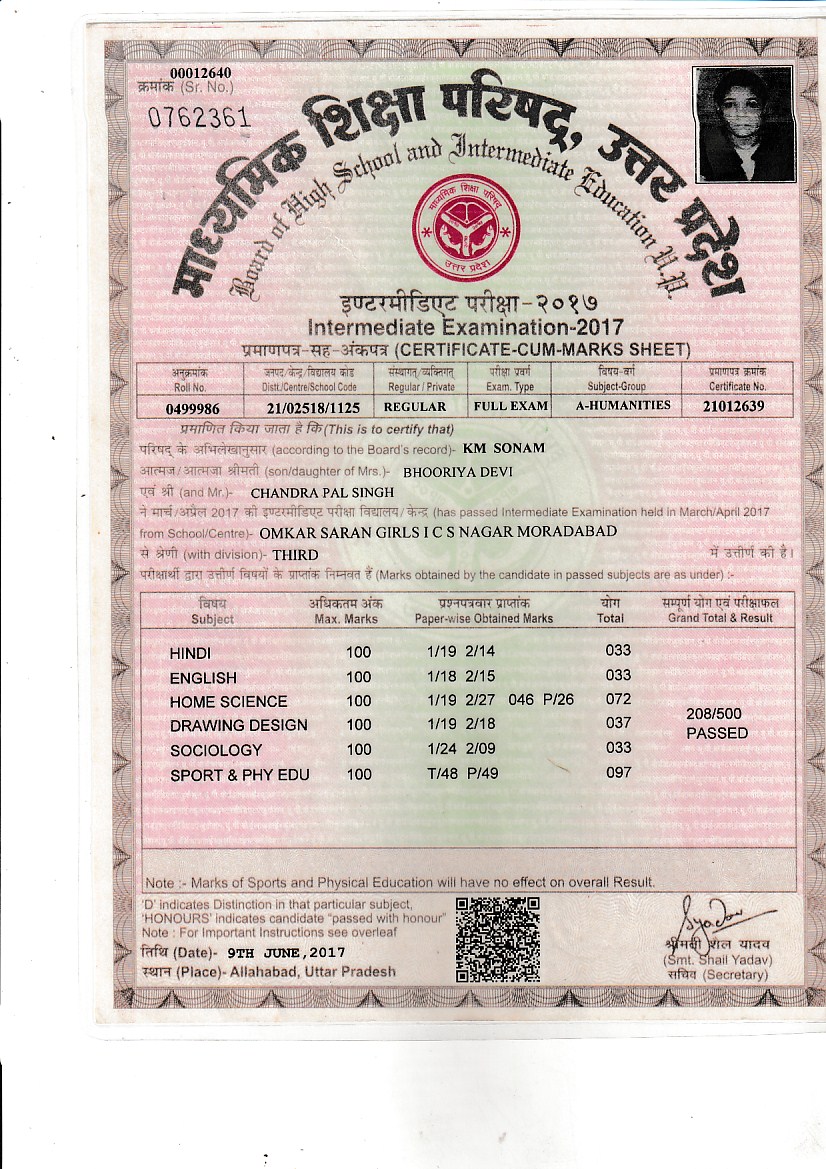 00012640
क्रमांक (Sr. No.)
0762361
माध्यमिक शिक्षा परिषद्, उत्तर प्रदेश
Board of High School and Intermediate Education U.P.
माध्यमिक शिक्षा परिषद्
उत्तर प्रदेश
इण्टरमीडिएट परीक्षा-२०१७
Intermediate Examination-2017
प्रमाणपत्र-सह-अंकपत्र (CERTIFICATE-CUM-MARKS SHEET)
अनुक्रमांक जनपद/केन्द्र/विद्यालय कोड संस्थागत्/व्यक्तिगत् परीक्षा प्रवर्ग विषय-वर्ग प्रमाणपत्र क्रमांक
Roll No. Distt./Centre/School Code Regular / Private Exam. Type Subject-Group Certificate No.
0499986 21/02518/1125 REGULAR FULL EXAM A-HUMANITIES 21012639
प्रमाणित किया जाता है कि (This is to certify that)
परिषद् के अभिलेखानुसार (according to the Board's record)- KM SONAM
आत्मज/आत्मजा श्रीमती (son/daughter of Mrs.)- BHOORIYA DEVI
एवं श्री (and Mr.)- CHANDRA PAL SINGH
ने मार्च/अप्रैल 2017 की इण्टरमीडिएट परीक्षा विद्यालय/केन्द्र (has passed Intermediate Examination held in March/April 2017
from School/Centre)- OMKAR SARAN GIRLS I C S NAGAR MORADABAD
से श्रेणी (with division)- THIRD में उत्तीर्ण की है।
परीक्षार्थी द्वारा उत्तीर्ण विषयों के प्राप्तांक निम्नवत हैं (Marks obtained by the candidate in passed subjects are as under) :-
विषय अधिकतम अंक प्रश्नपत्रवार प्राप्तांक योग सम्पूर्ण योग एवं परीक्षाफल
Subject Max. Marks Paper-wise Obtained Marks Total Grand Total & Result
HINDI 100 1/19 2/14 033
ENGLISH 100 1/18 2/15 033
HOME SCIENCE 100 1/19 2/27 046 P/26 072
208/500
DRAWING DESIGN 100 1/19 2/18 037
PASSED
SOCIOLOGY 100 1/24 2/09 033
SPORT & PHY EDU 100 T/48 P/49 097
Note :- Marks of Sports and Physical Education will have no effect on overall Result.
'D' indicates Distinction in that particular subject,
'HONOURS' indicates candidate "passed with honour"
Note : For Important Instructions see overleaf
तिथि (Date)- 9TH JUNE,2017
स्थान (Place)- Allahabad, Uttar Pradesh
श्रीमती शैल यादव
(Smt. Shail Yadav)
सचिव (Secretary)